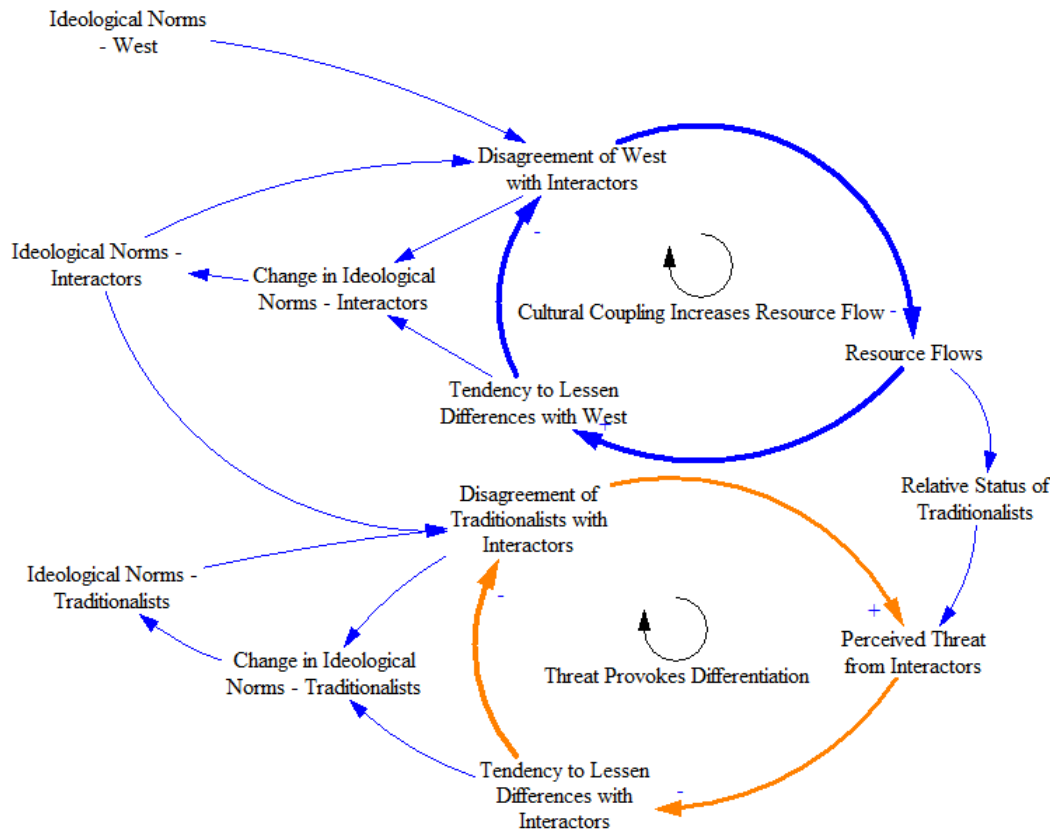 Ideological Norms
- West
Disagreement of West
with Interactors
-
Ideological Norms -
Interactors
Change in Ideological
Norms - Interactors
Cultural Coupling Increases Resource Flow
-
Resource Flows
Tendency to Lessen
Differences with West
+
Disagreement of
Traditionalists with
Interactors
Relative Status of
Traditionalists
Ideological Norms -
Traditionalists
-
+
Perceived Threat
from Interactors
Change in Ideological
Norms - Traditionalists
Threat Provokes Differentiation
Tendency to Lessen
Differences with
Interactors
-